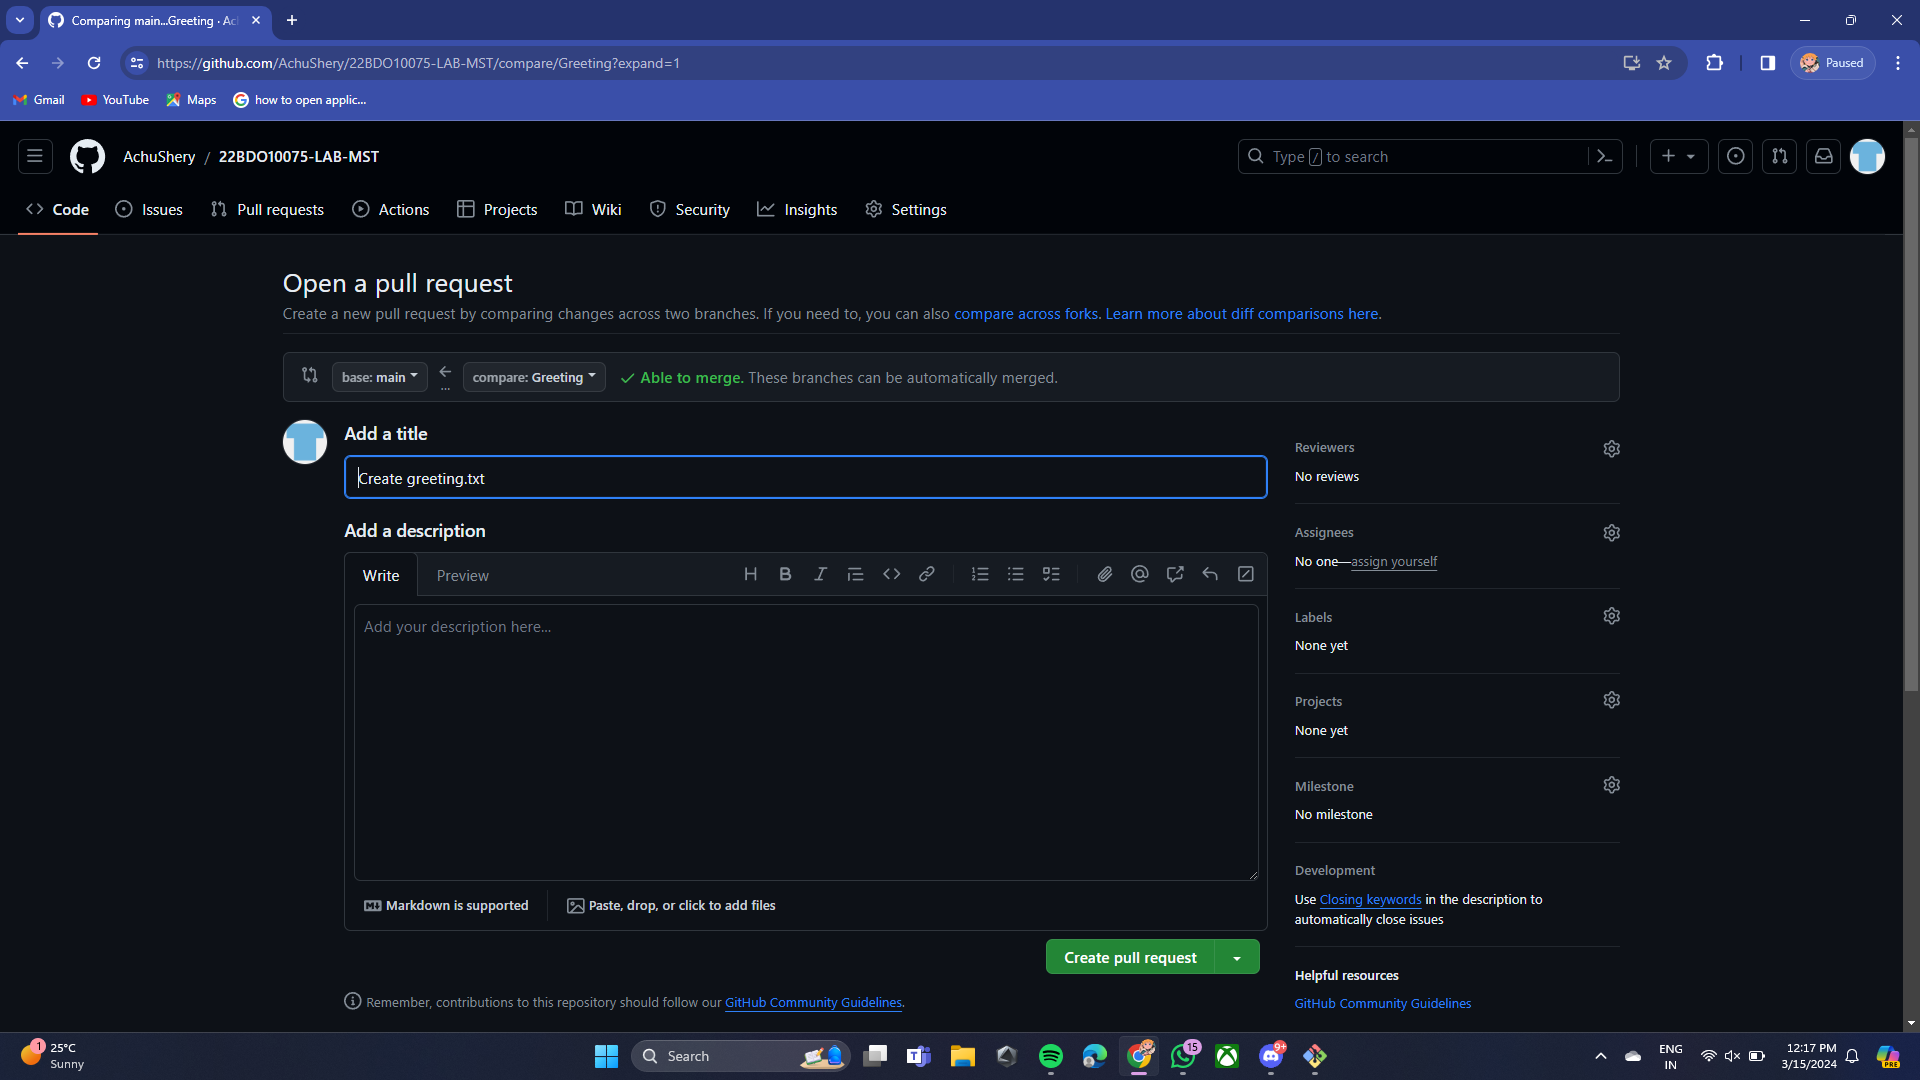 Comparing main...Greeting · Ac
https://github.com/AchuShery/22BDO10075-LAB-MST/compare/Greeting?expand=1
Paused
Gmail
YouTube
Maps
how to open applic...
AchuShery / 22BDO10075-LAB-MST
Type / to search
Code
Issues
Pull requests
Actions
Projects
Wiki
Security
Insights
Settings
Open a pull request
Create a new pull request by comparing changes across two branches. If you need to, you can also compare across forks. Learn more about diff comparisons here.
base: main
...
compare: Greeting
Able to merge. These branches can be automatically merged.
Add a title
Create greeting.txt
Add a description
Write
Preview
Add your description here...
Markdown is supported
Paste, drop, or click to add files
Create pull request
Remember, contributions to this repository should follow our GitHub Community Guidelines.
Reviewers
No reviews
Assignees
No one—assign yourself
Labels
None yet
Projects
None yet
Milestone
No milestone
Development
Use Closing keywords in the description to
automatically close issues
Helpful resources
GitHub Community Guidelines
1
25°C
Sunny
Search
15
9+
ENG
IN
12:17 PM
3/15/2024
PRE